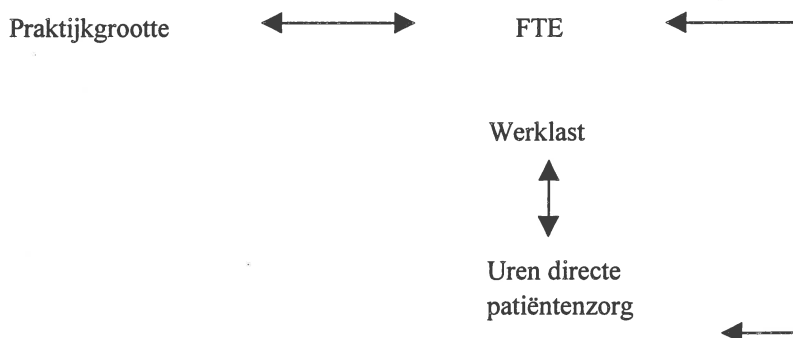 Praktijkgrootte
FTE
Werklast
Uren directe
patiëntenzorg